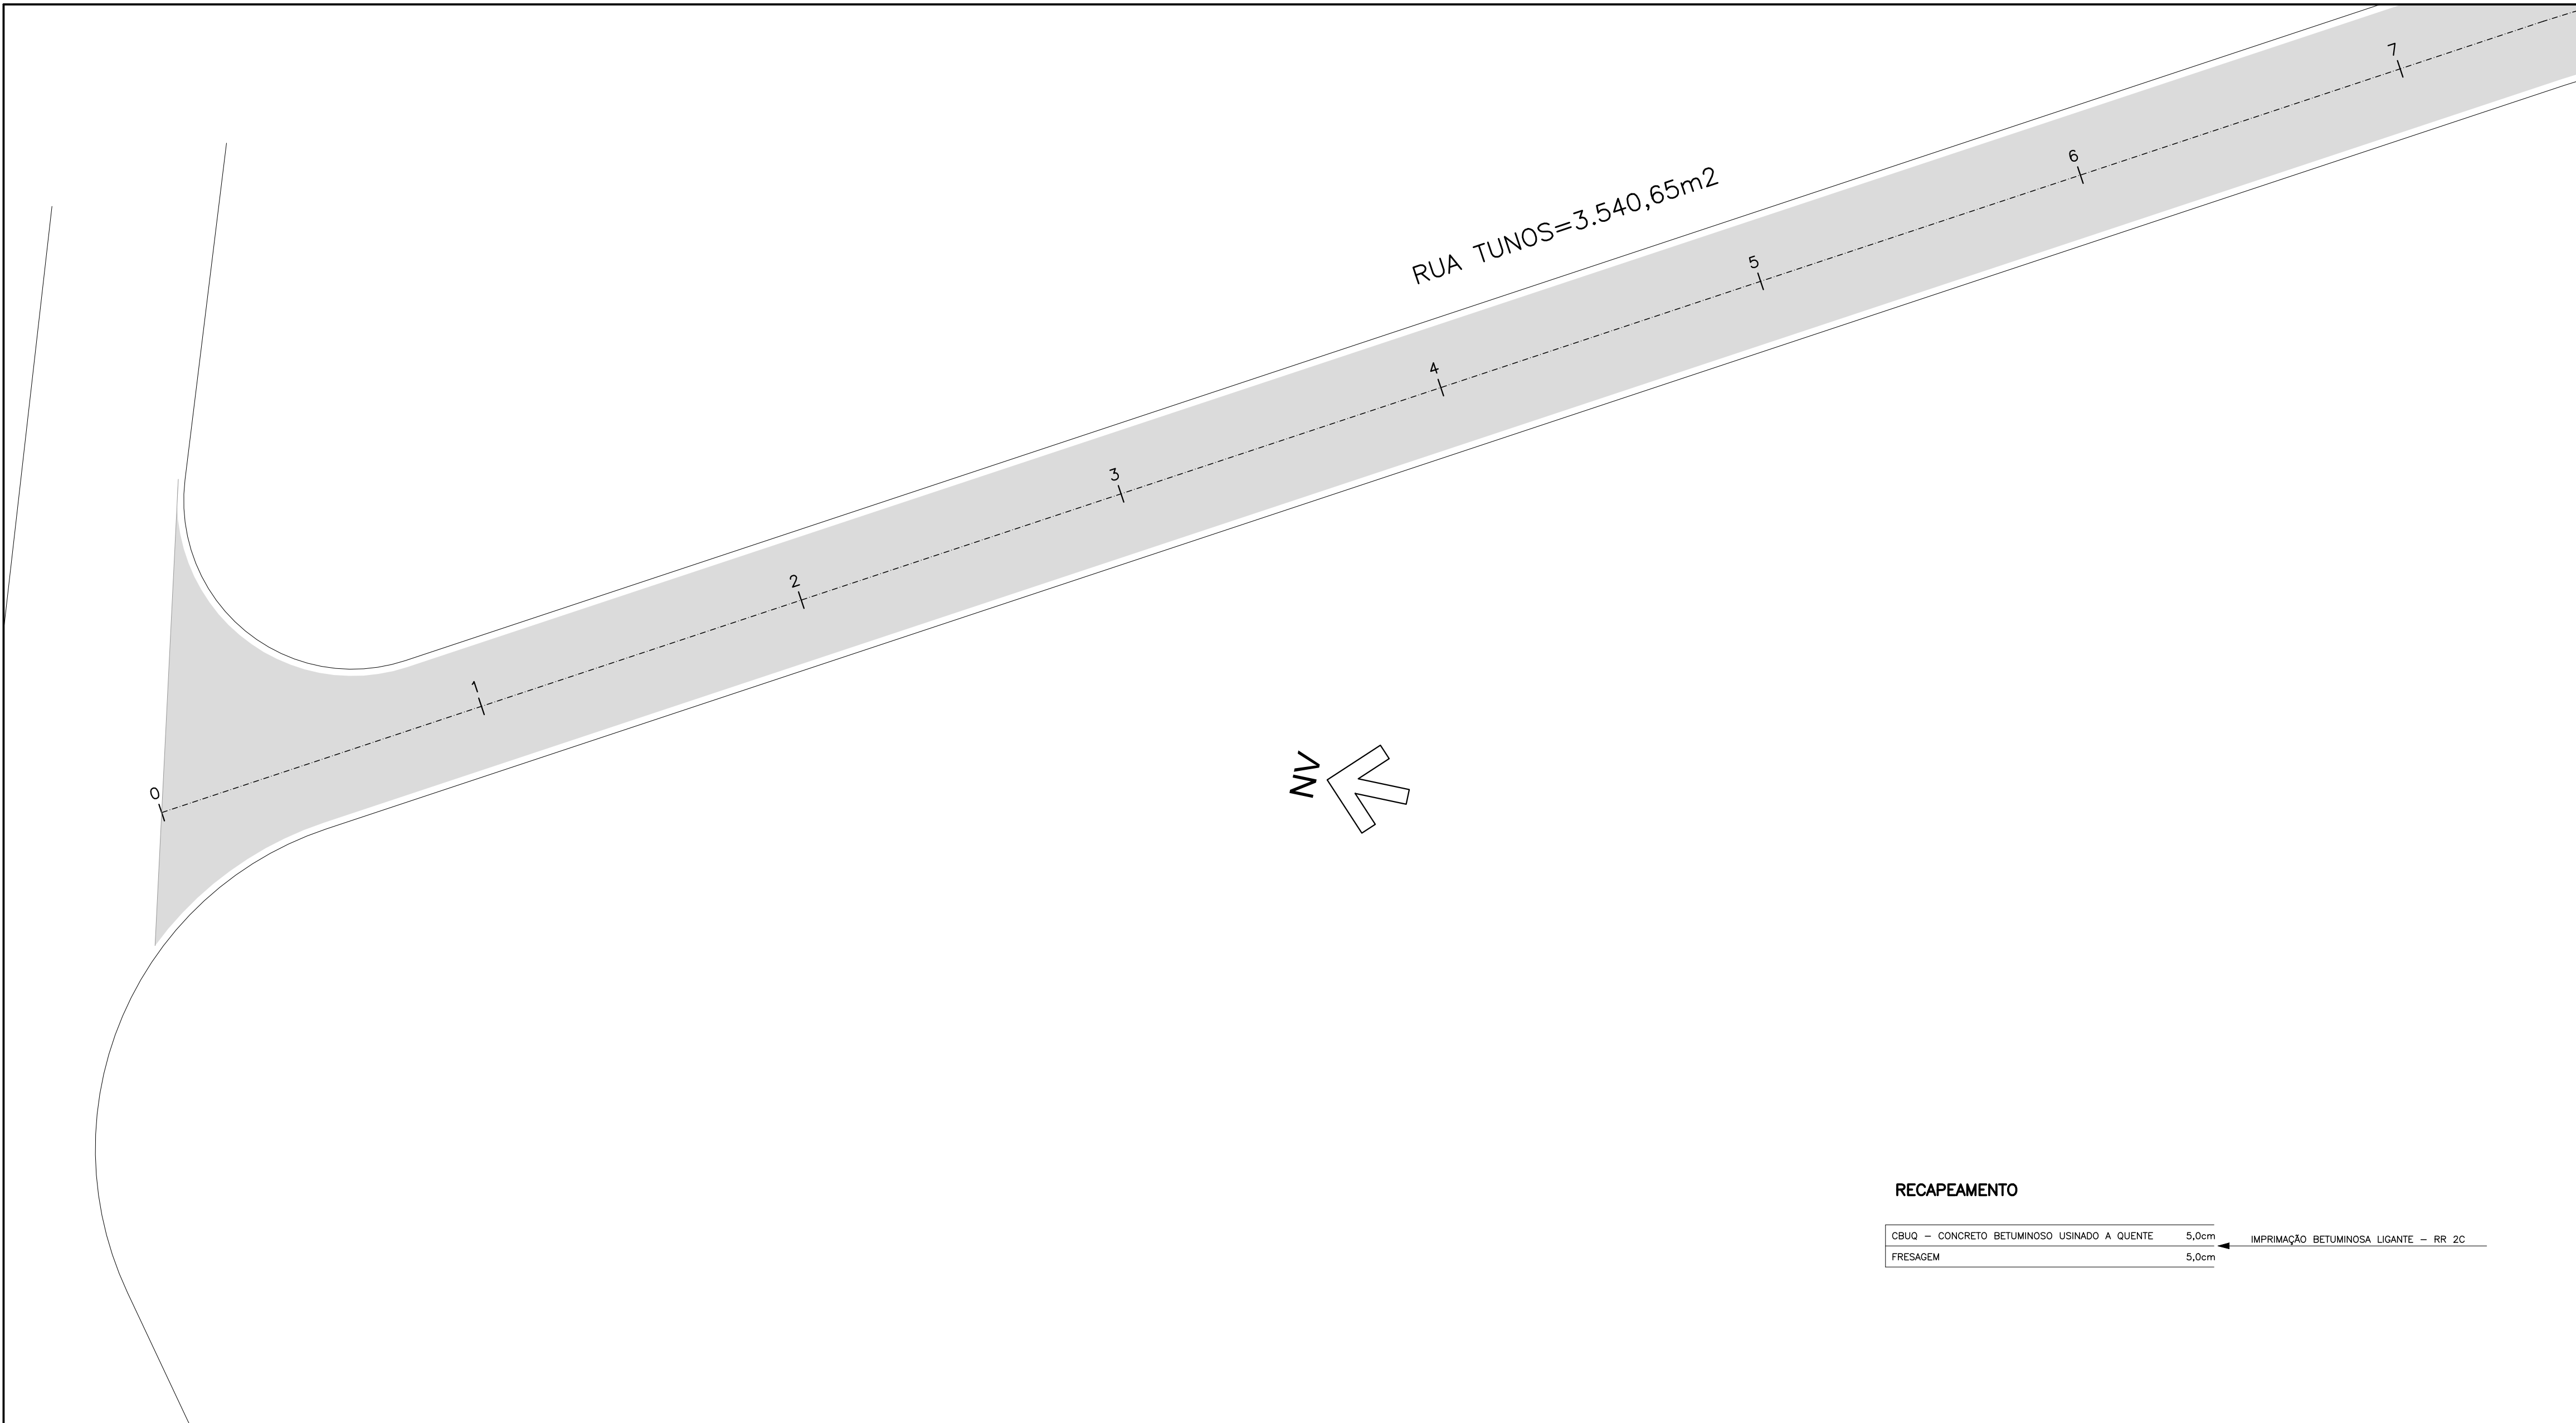 7
6
RUA TUNOS=3.540,65m2
5
4
3
2
1
NV
0
RECAPEAMENTO
CBUQ – CONCRETO BETUMINOSO USINADO A QUENTE 5,0cm
IMPRIMAÇÃO BETUMINOSA LIGANTE – RR 2C
FRESAGEM 5,0cm